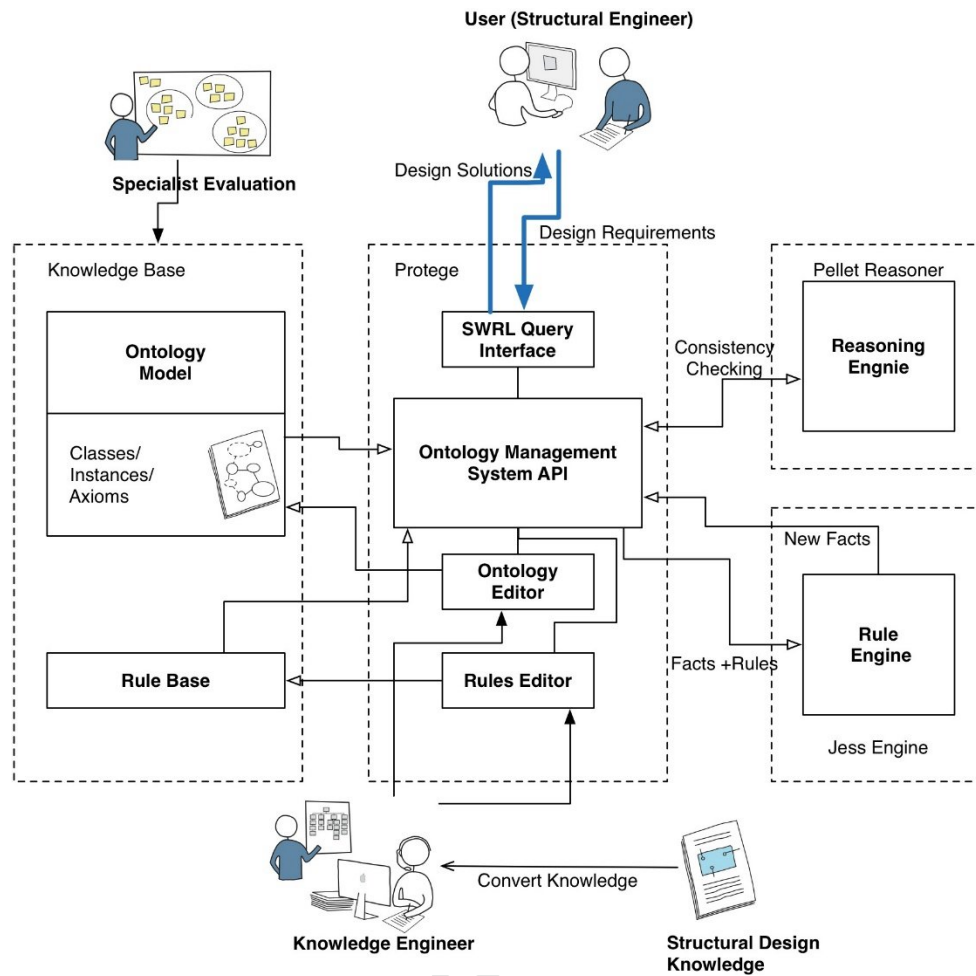 User (Structural Engineer)
Specialist Evaluation
Design Solutions
Design Requirements
Knowledge Base
Protege
Pellet Reasoner
Ontology
Model
SWRL Query
Interface
Consistency
Checking
Reasoning
Engnie
Classes/
Instances/
Axioms
Ontology Management
System API
New Facts
Ontology
Editor
Rule Base
Rules Editor
Facts +Rules
Rule
Engine
Jess Engine
Convert Knowledge
Knowledge Engineer
Structural Design
Knowledge